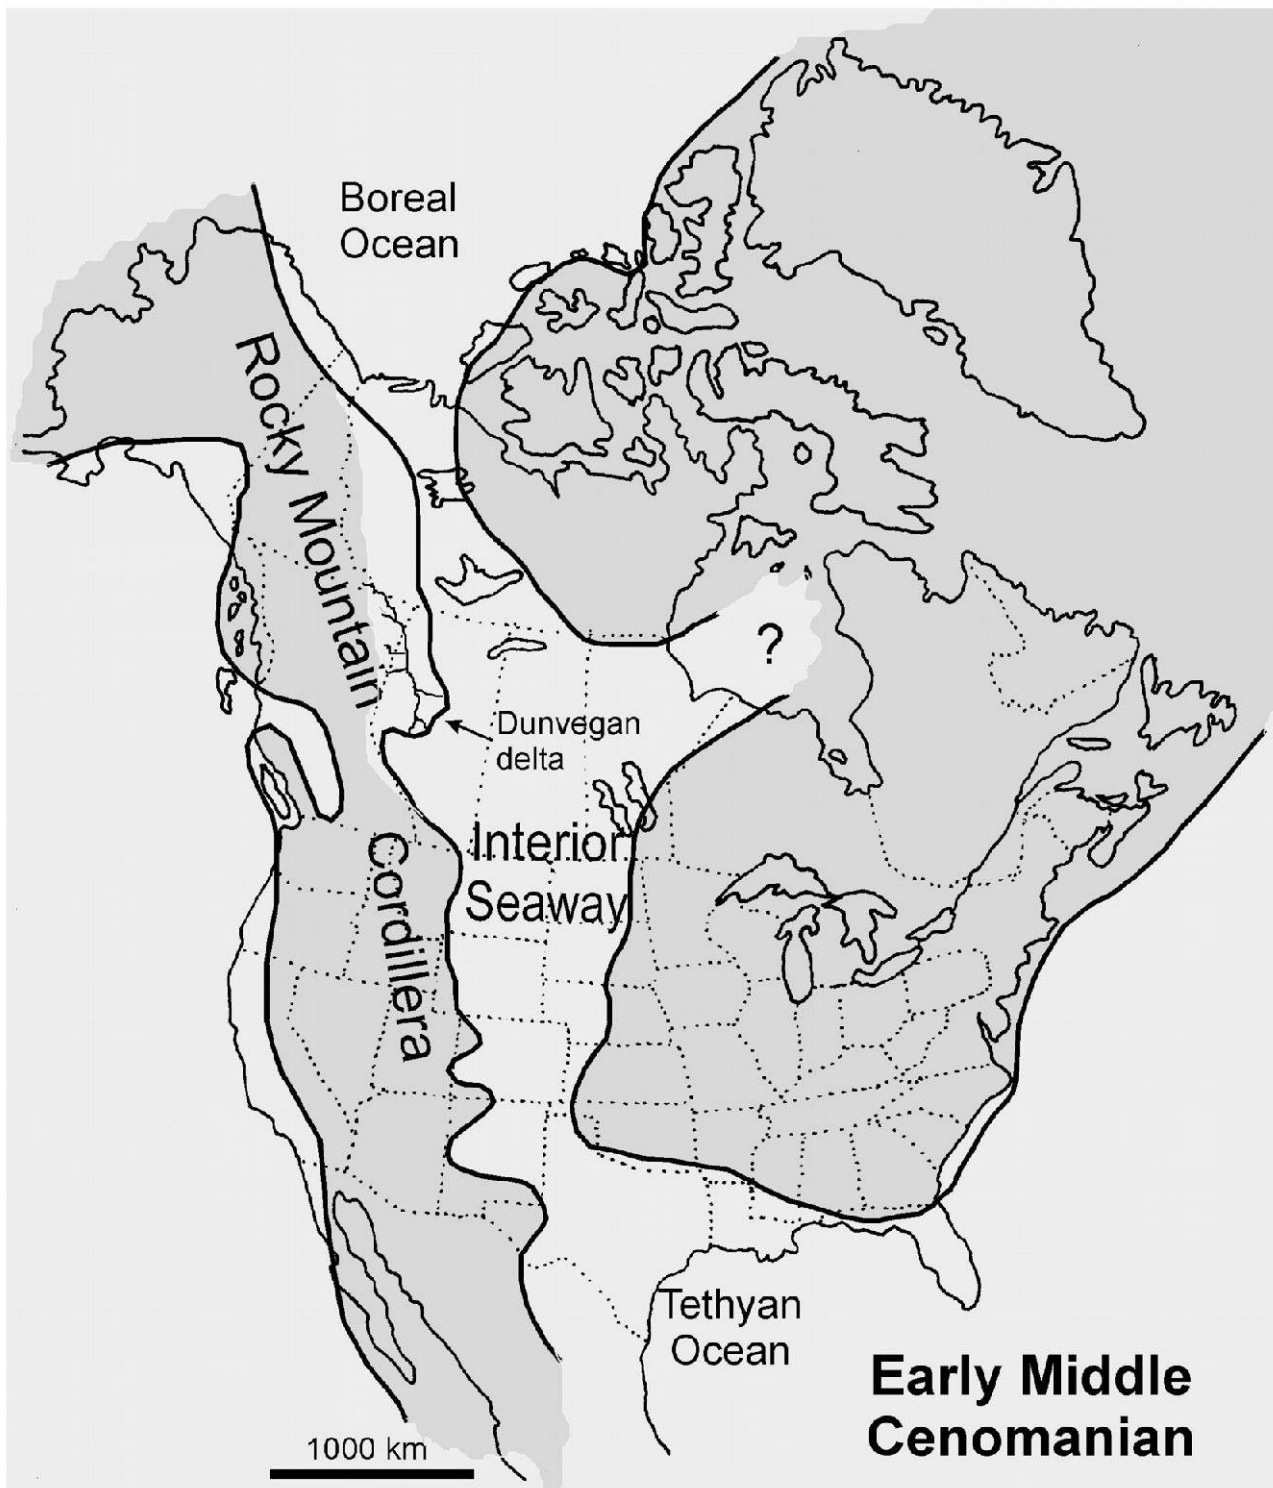 Boreal
Ocean
Rocky Mountain
?
Dunvegan
delta
Interior
Seaway
Cordillera
Tethyan
Ocean
Early Middle
Cenomanian
1000 km